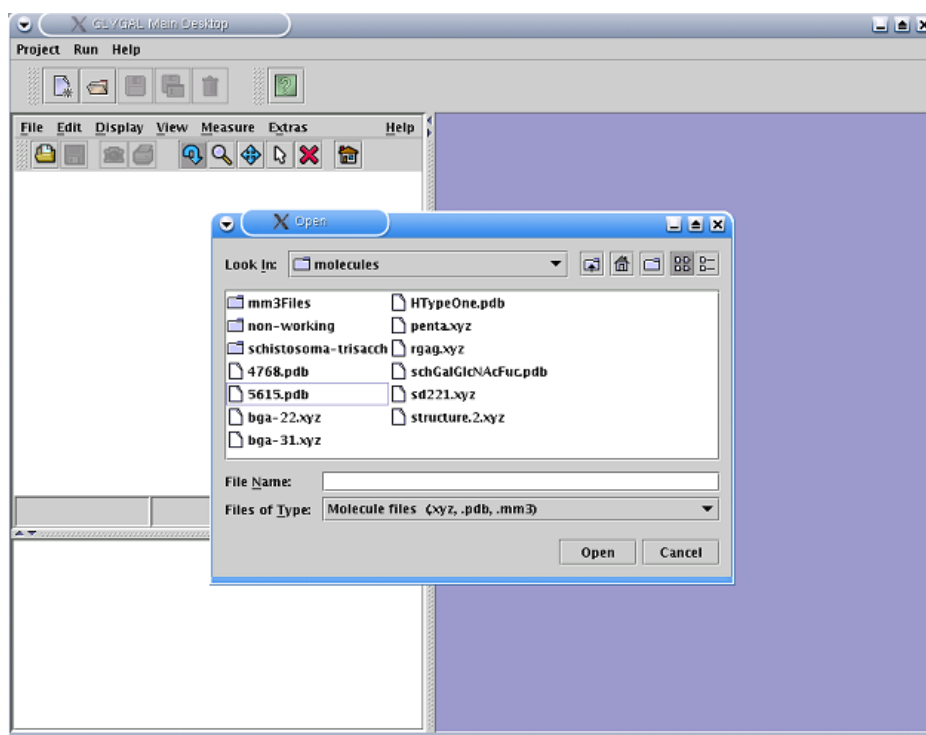 GLYGAL Main Desktop
Project Run Help
File Edit Display View Measure Extras Help
Open
Look In: molecules
mm3Files HTypeOne.pdb
non-working penta.xyz
schistosoma-trisacch rgag.xyz
4768.pdb schGalGlcNAcFuc.pdb
5615.pdb sd221.xyz
bga-22.xyz structure.2.xyz
bga-31.xyz
File Name:
Files of Type: Molecule files (.xyz, .pdb, .mm3)
Open Cancel